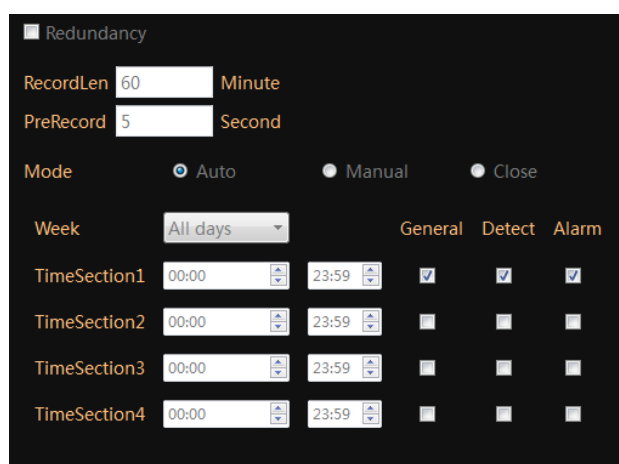 Redundancy
RecordLen 60 Minute
PreRecord 5 Second
Mode Auto Manual Close
Week All days General Detect Alarm
TimeSection1 00:00 23:59
TimeSection2 00:00 23:59
TimeSection3 00:00 23:59
TimeSection4 00:00 23:59